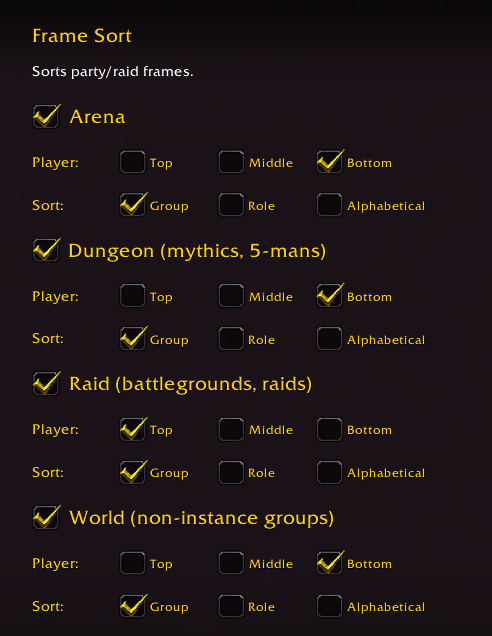 Frame Sort
Sorts party/raid frames.
Arena
Player: Top Middle Bottom
Sort: Group Role Alphabetical
Dungeon (mythics, 5-mans)
Player: Top Middle Bottom
Sort: Group Role Alphabetical
Raid (battlegrounds, raids)
Player: Top Middle Bottom
Sort: Group Role Alphabetical
World (non-instance groups)
Player: Top Middle Bottom
Sort: Group Role Alphabetical